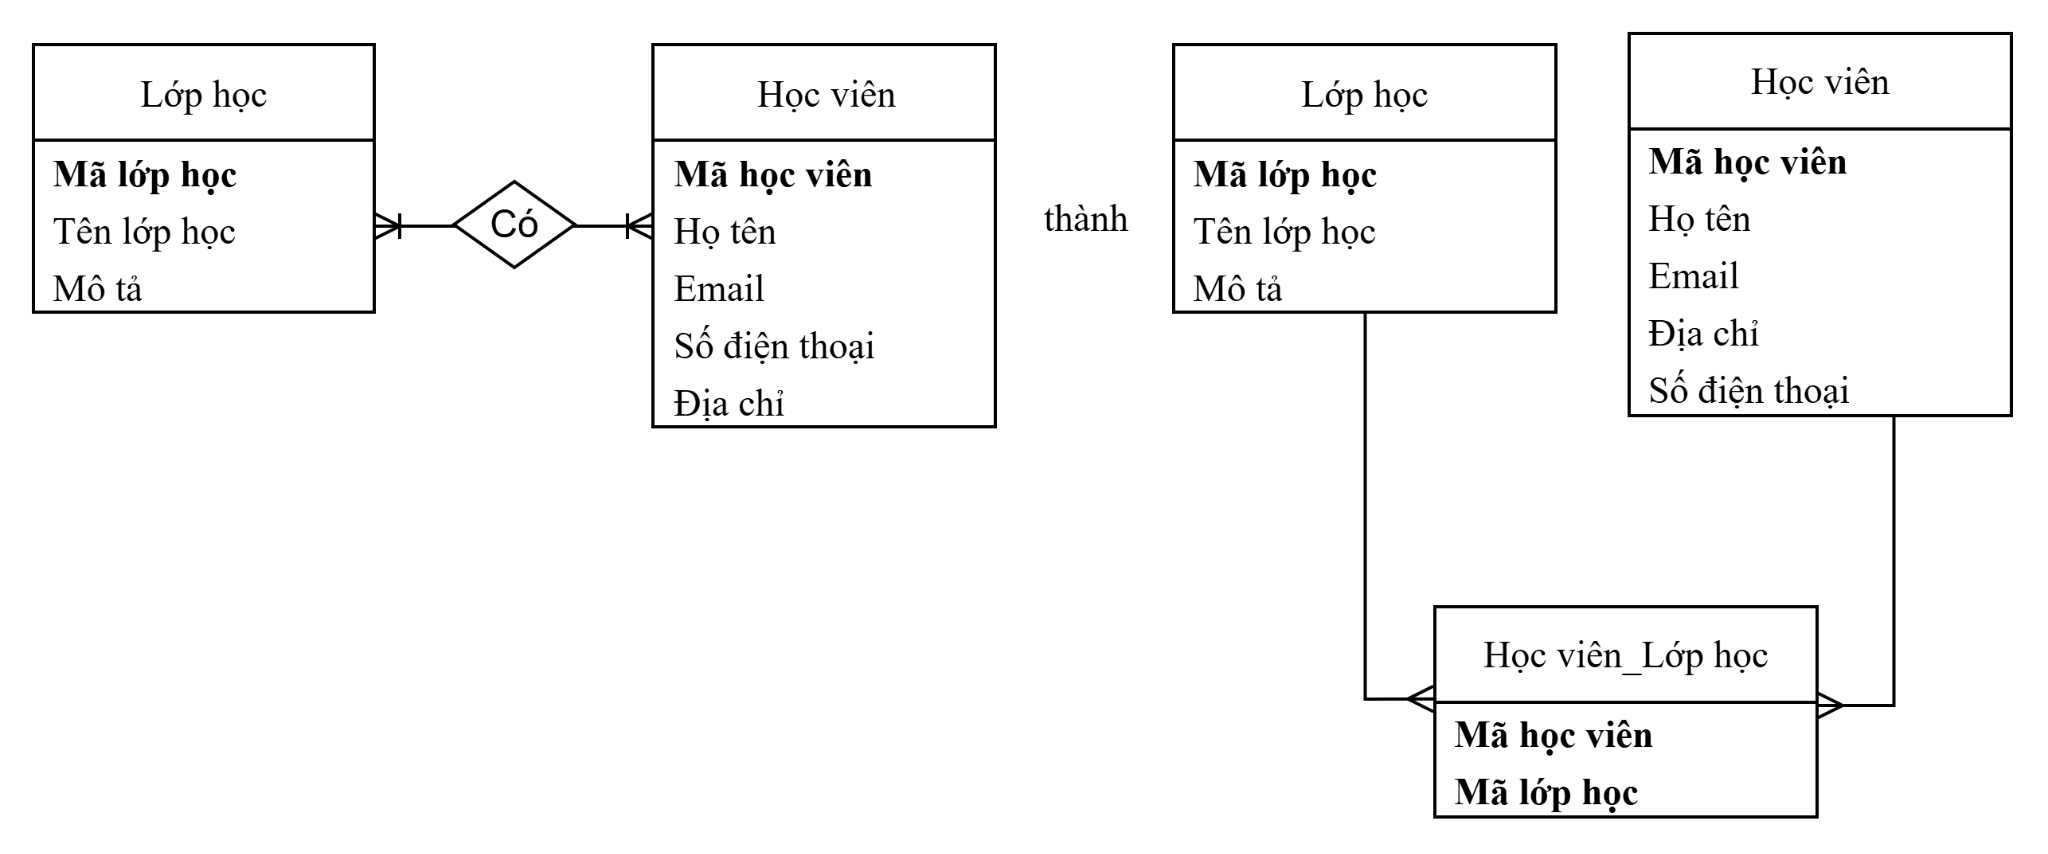 Lớp học
Mã lớp học
Tên lớp học
Mô tả
Có
Học viên
Mã học viên
Họ tên
Email
Số điện thoại
Địa chỉ
thành
Lớp học
Mã lớp học
Tên lớp học
Mô tả
Học viên
Mã học viên
Họ tên
Email
Địa chỉ
Số điện thoại
Học viên_Lớp học
Mã học viên
Mã lớp học